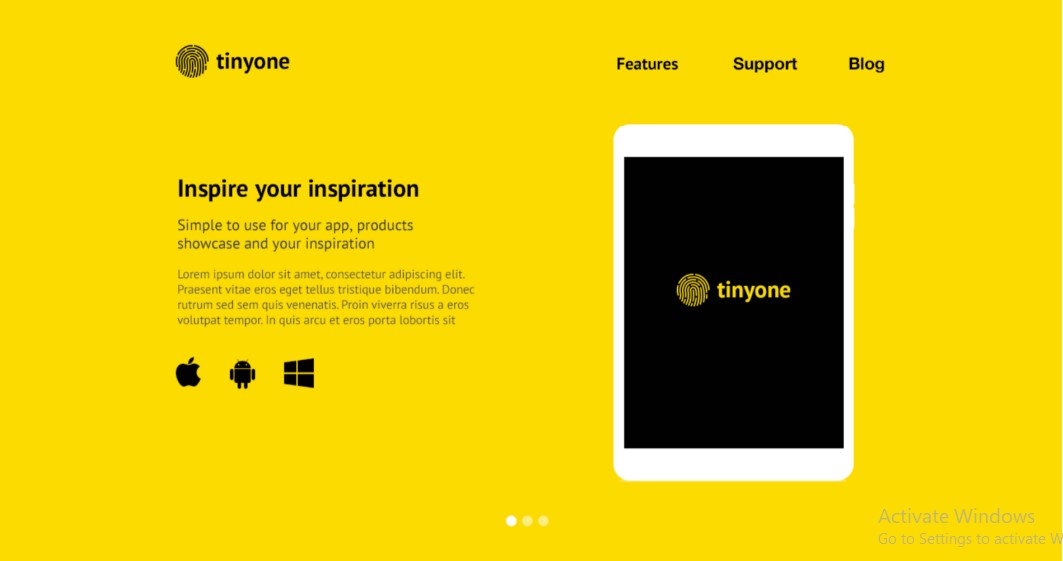 tinyone
Features Support Blog
Inspire your inspiration
Simple to use for your app, products
showcase and your inspiration
Lorem ipsum dolor sit amet, consectetur adipiscing elit.
Praesent vitae eros eget tellus tristique bibendum. Donec
rutrum sed sem quis venenatis. Proin viverra risus a eros
volutpat tempor. In quis arcu et eros porta lobortis sit
tinyone
Activate Windows
Go to Settings to activate W